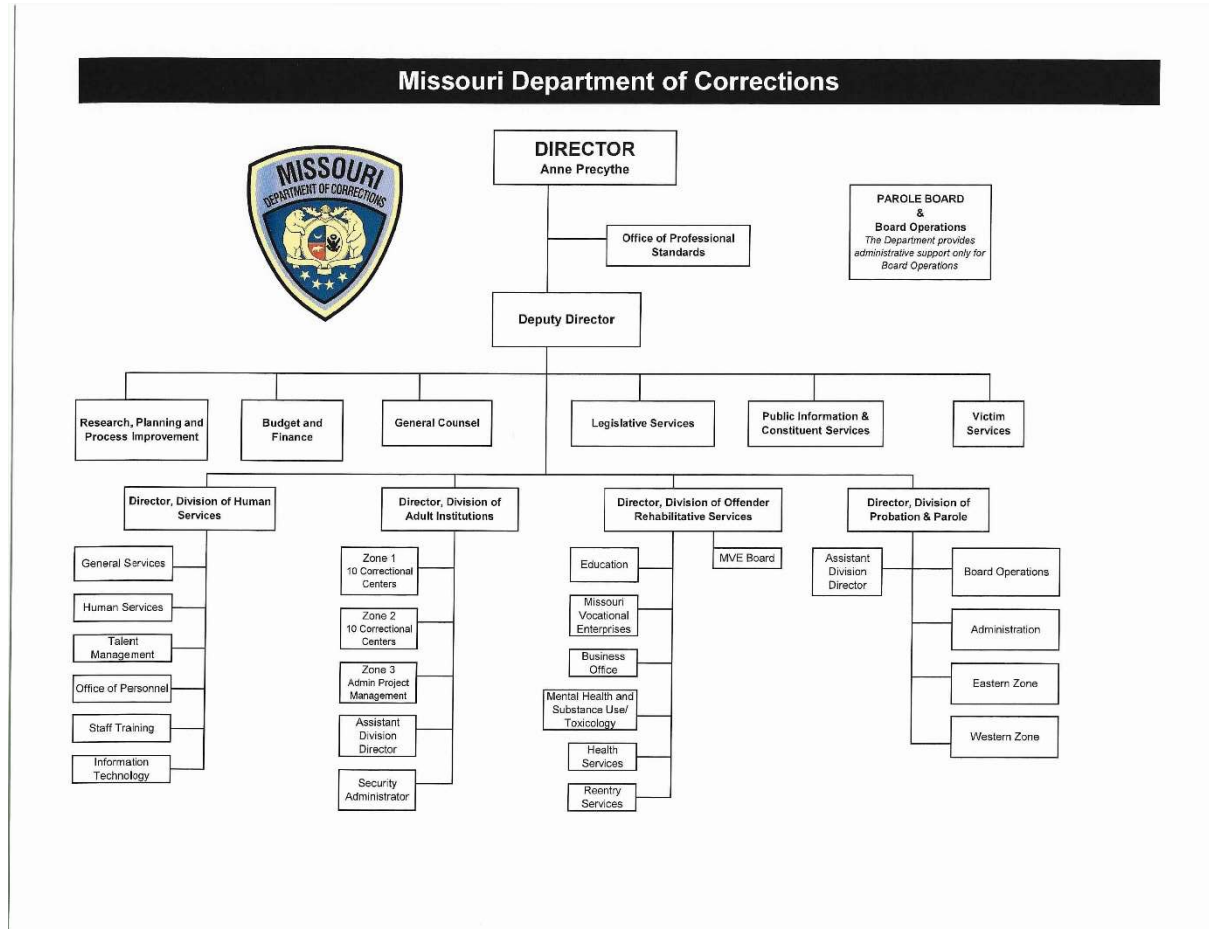 Missouri Department of Corrections
MISSOURI
DEPARTMENT OF CORRECTIONS
DIRECTOR
Anne Precythe
PAROLE BOARD
&
Board Operations
The Department provides
administrative support only for
Board Operations
Office of Professional
Standards
Deputy Director
Research, Planning and
Process Improvement
Budget and
Finance
General Counsel
Legislative Services
Public Information &
Constituent Services
Victim
Services
Director, Division of Human
Services
General Services
Human Services
Talent
Management
Office of Personnel
Staff Training
Information
Technology
Director, Division of
Adult Institutions
Zone 1
10 Correctional
Centers
Zone 2
10 Correctional
Centers
Zone 3
Admin Project
Management
Assistant
Division
Director
Security
Administrator
Director, Division of Offender
Rehabilitative Services
Education
MVE Board
Missouri
Vocational
Enterprises
Business
Office
Mental Health and
Substance Use/
Toxicology
Health
Services
Reentry
Services
Director, Division of
Probation & Parole
Assistant
Division
Director
Board Operations
Administration
Eastern Zone
Western Zone